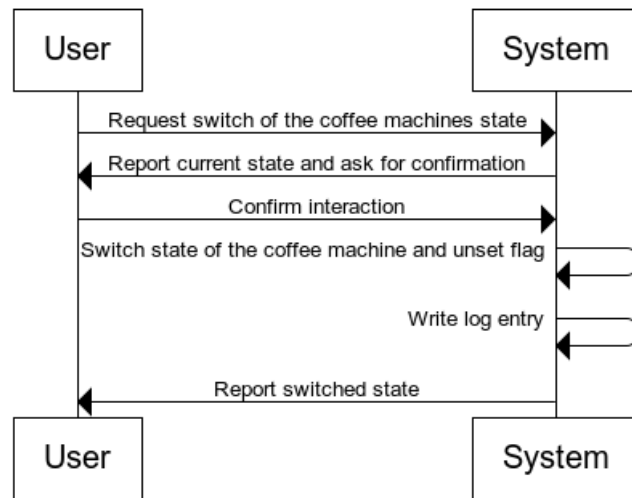 User
System
Request switch of the coffee machines state
Report current state and ask for confirmation
Confirm interaction
Switch state of the coffee machine and unset flag
Write log entry
Report switched state
User
System